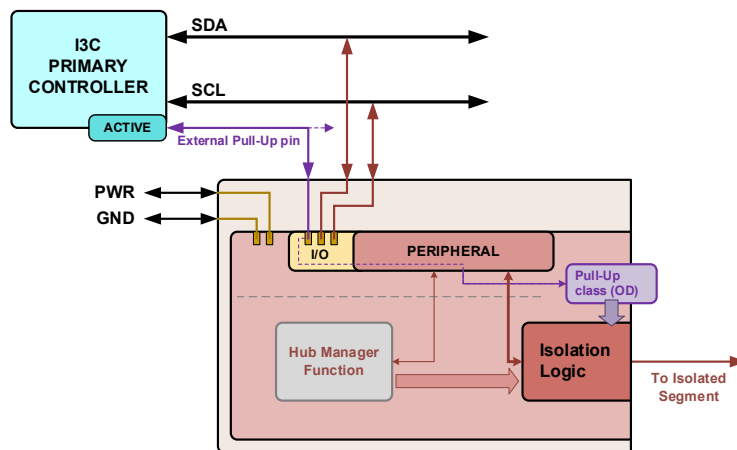 SDA
I3C
PRIMARY
CONTROLLER
SCL
ACTIVE
External Pull-Up pin
PWR
GND
I/O
PERIPHERAL
Pull-Up
class (OD)
Hub Manager
Function
Isolation
Logic
To Isolated
Segment